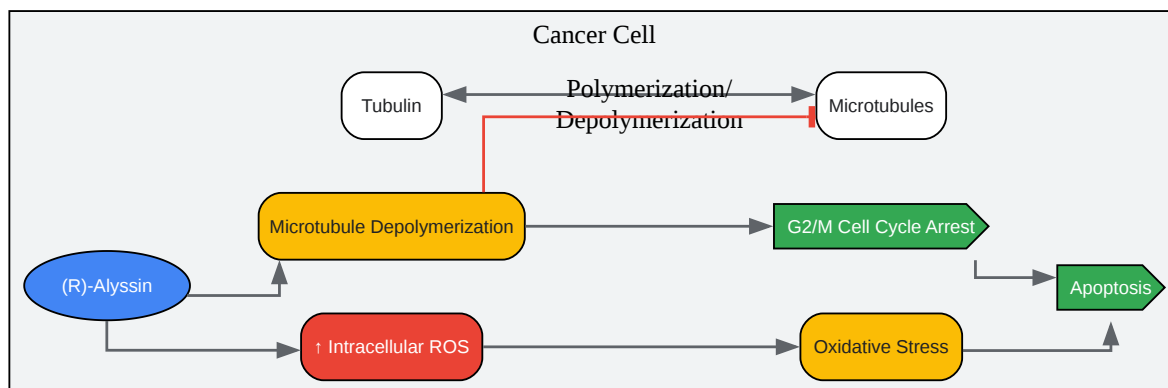 Cancer Cell
Tubulin
Polymerization/
Depolymerization
Microtubules
Microtubule Depolymerization
G2/M Cell Cycle Arrest
(R)-Alyssin
Apoptosis
↑ Intracellular ROS
Oxidative Stress